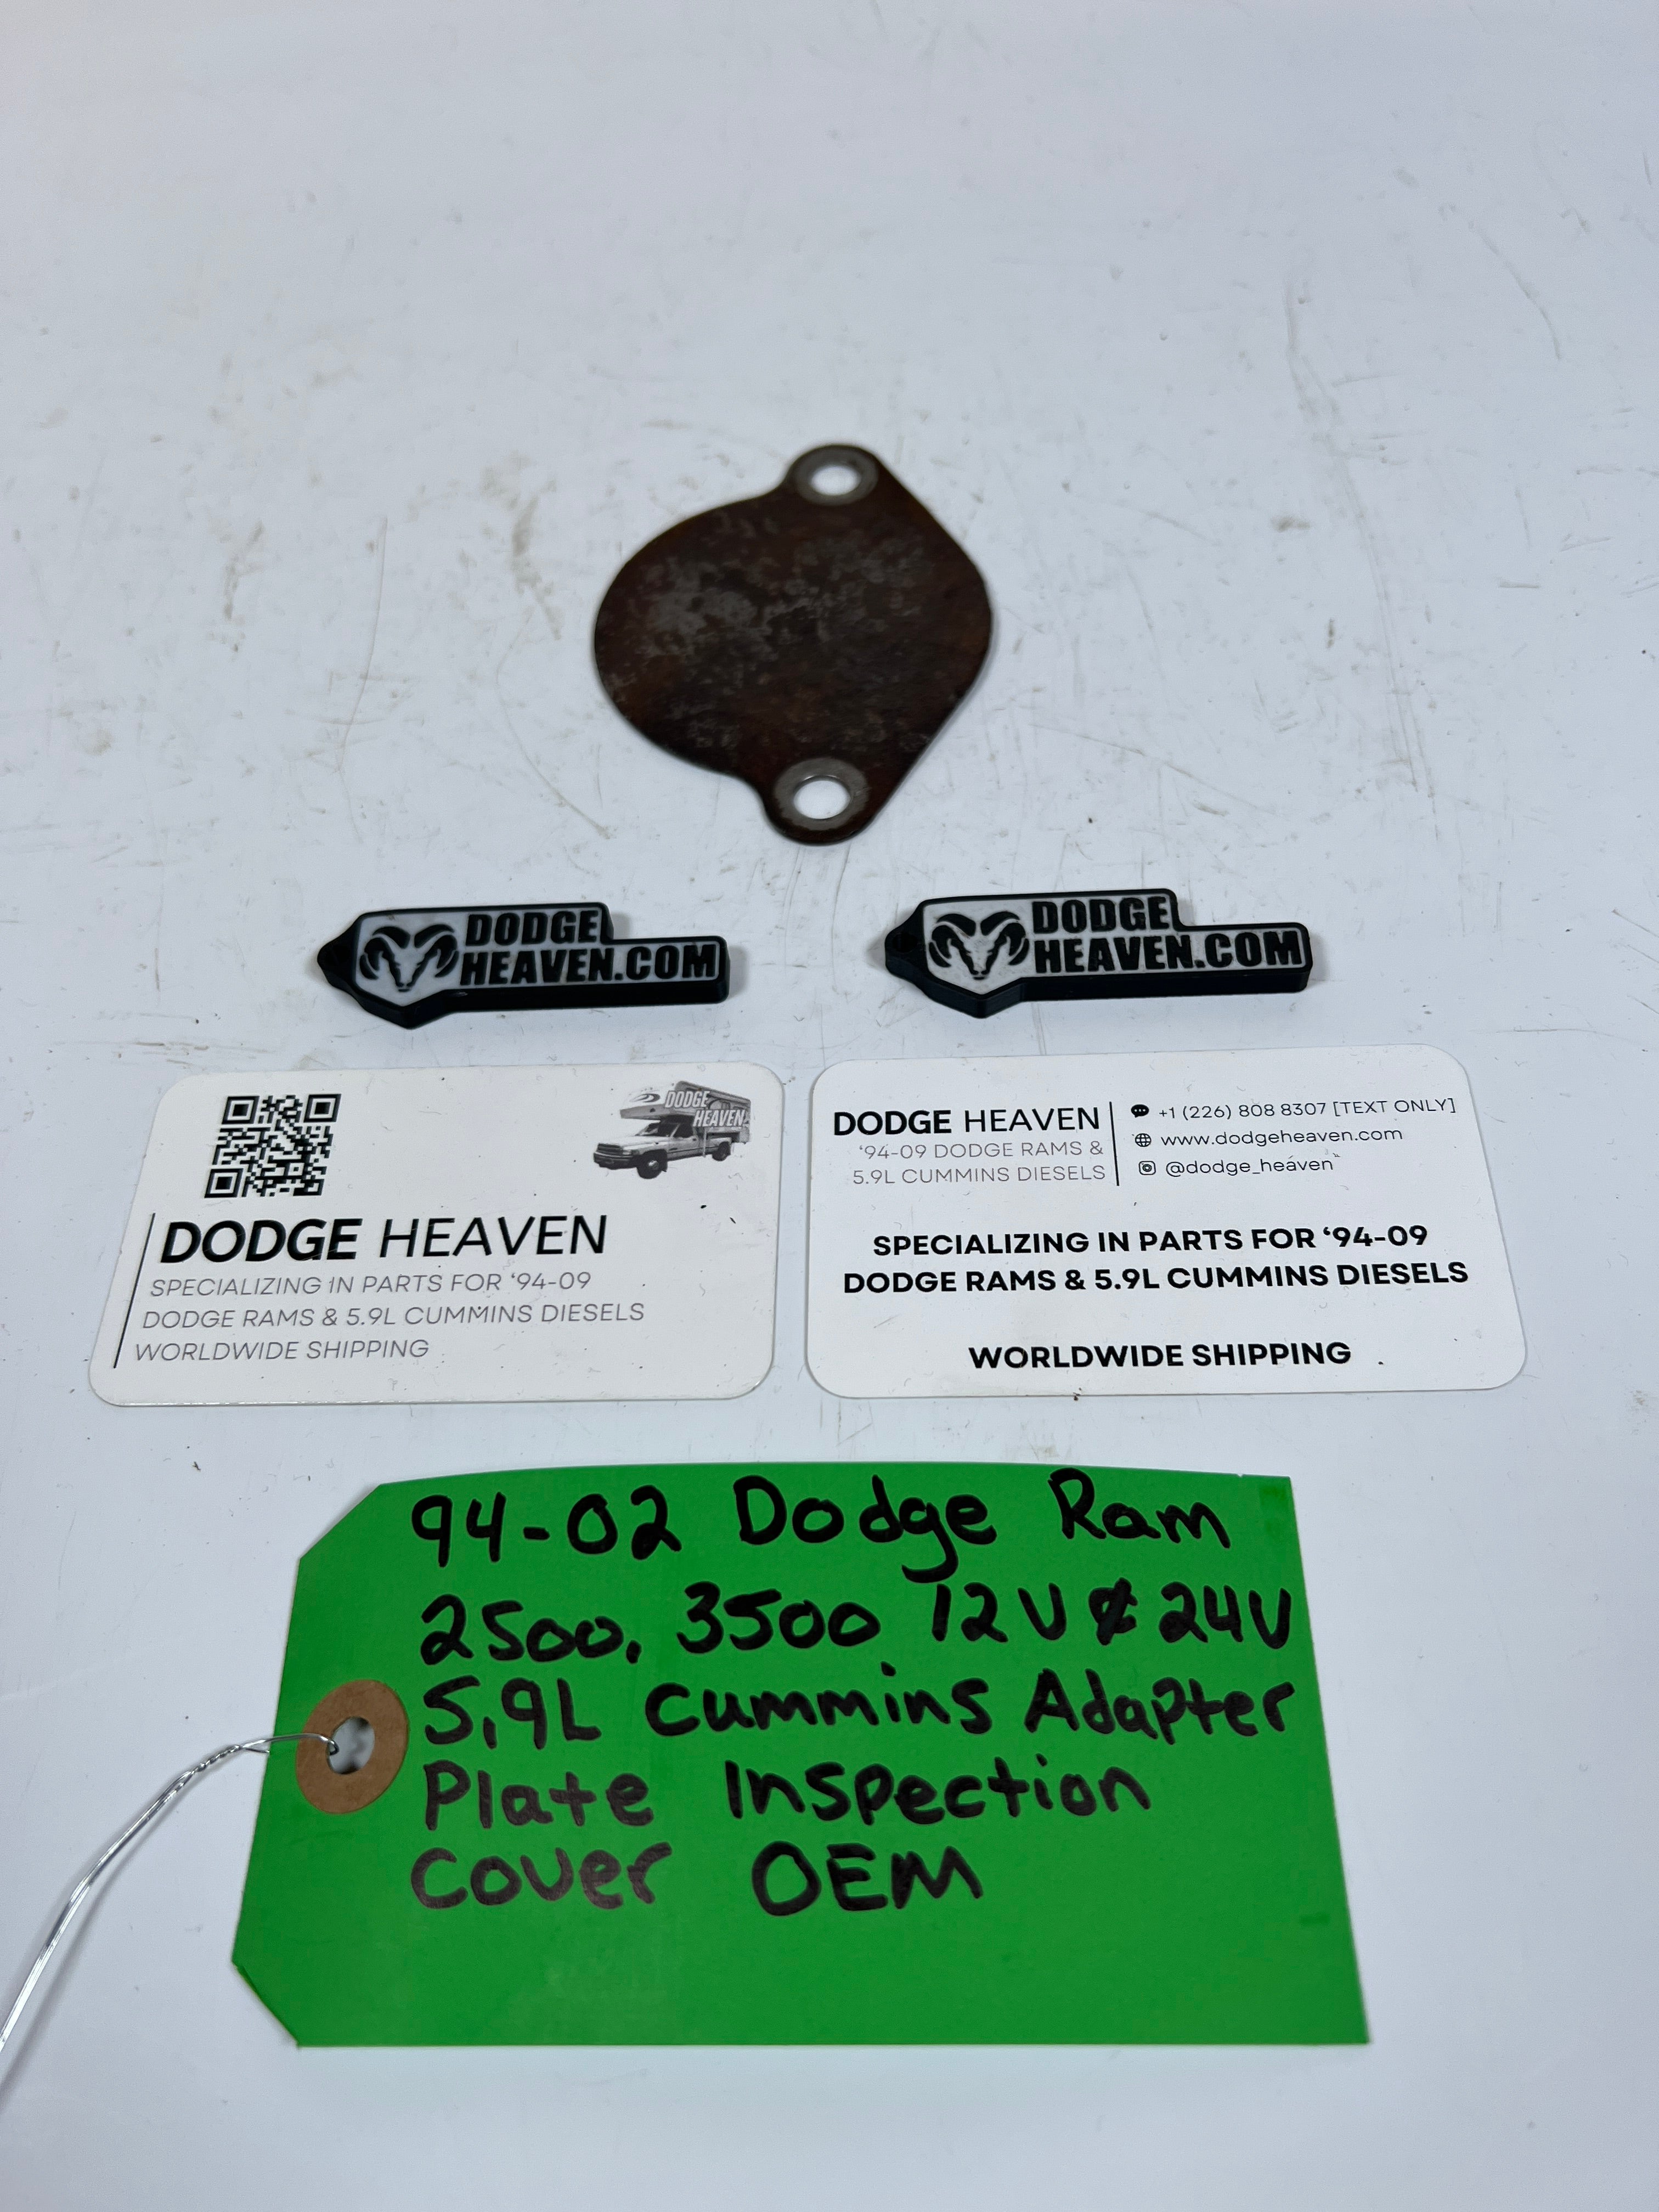 DODGE
HEAVEN.COM
DODGE
HEAVEN.COM
DODGE
HEAVEN
DODGE HEAVEN
SPECIALIZING IN PARTS FOR ‘94-09
DODGE RAMS & 5.9L CUMMINS DIESELS
WORLDWIDE SHIPPING
DODGE HEAVEN
‘94-09 DODGE RAMS &
5.9L CUMMINS DIESELS
+1 (226) 808 8307 [TEXT ONLY]
www.dodgeheaven.com
@dodge_heaven
SPECIALIZING IN PARTS FOR ‘94-09
DODGE RAMS & 5.9L CUMMINS DIESELS
WORLDWIDE SHIPPING
94-02 Dodge Ram
2500, 3500 12V & 24V
5.9L Cummins Adapter
Plate Inspection
Cover OEM